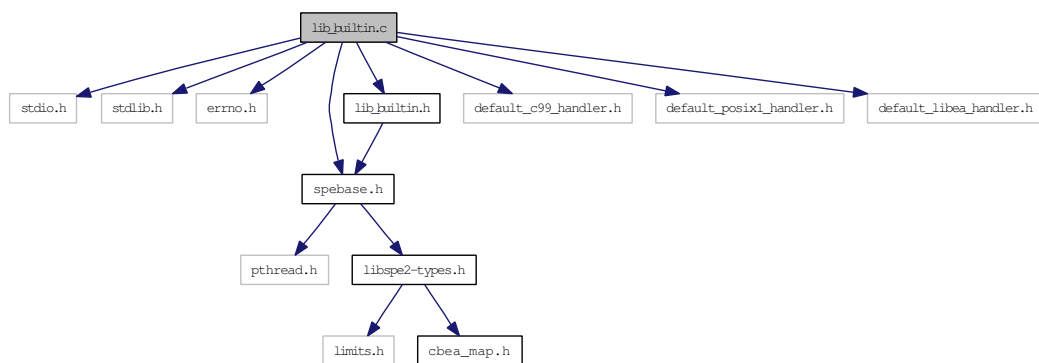 lib_builtin.c
stdio.h
stdlib.h
errno.h
lib_builtin.h
default_c99_handler.h
default_posix1_handler.h
default_libea_handler.h
spebase.h
pthread.h
libspe2-types.h
limits.h
cbea_map.h